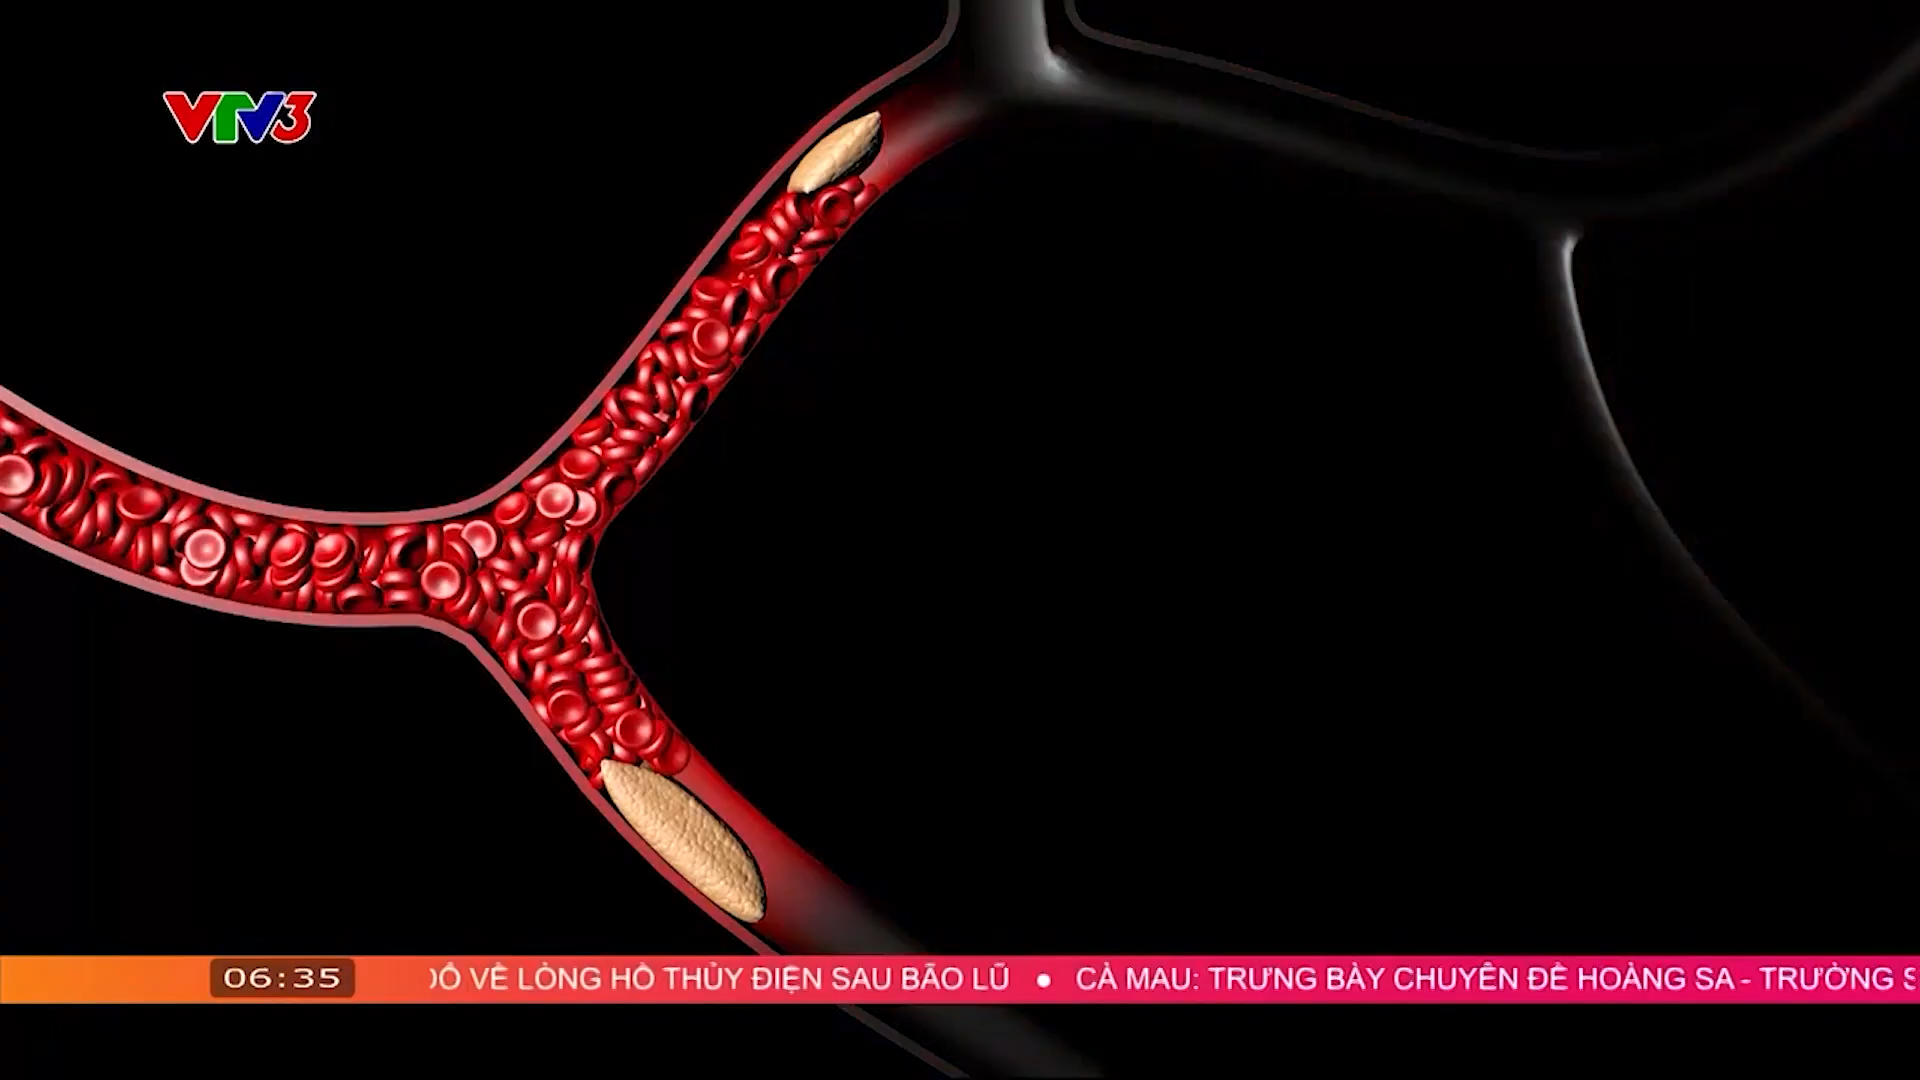 VTV3
06:35
ĐỔ VỀ LÒNG HỒ THỦY ĐIỆN SAU BÃO LŨ ● CÀ MAU: TRƯNG BÀY CHUYÊN ĐỀ HOÀNG SA - TRƯỜNG